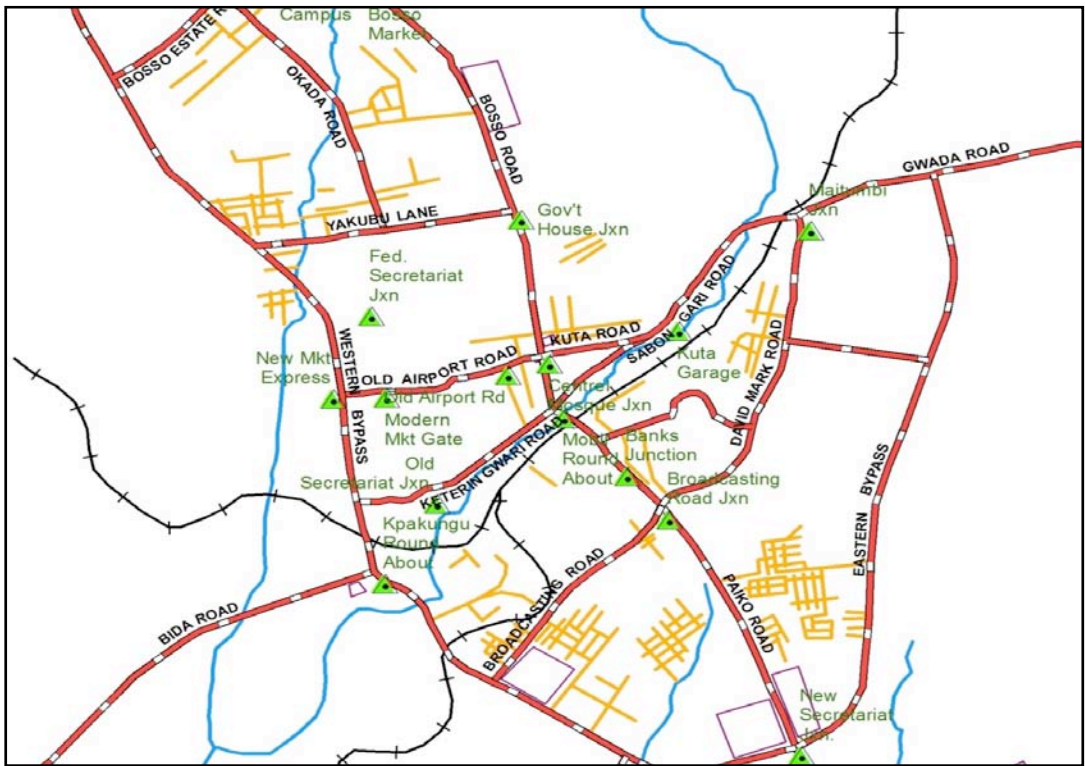 Campus
Bosso
Market
BOSSO ESTATE R
OKADA ROAD
BOSSO ROAD
GWADA ROAD
Maitumbi
Jxn
YAKUBU LANE
Gov't
House Jxn
Fed.
Secretariat
Jxn
SABON GARI ROAD
KUTA ROAD
Kuta
Garage
WESTERN BYPASS
New Mkt
Express
OLD AIRPORT ROAD
Old Airport Rd
Modern
Mkt Gate
Centrel
Mosque Jxn
DAVID MARK ROAD
Mobil
Round
About
Banks
Junction
Old
Secretariat Jxn
KETERIN GWARI ROAD
Broadcasting
Road Jxn
EASTERN BYPASS
Kpakungu
Round
About
BIDA ROAD
BROADCASTING ROAD
PAIKO ROAD
New
Secretariat
Jxn.